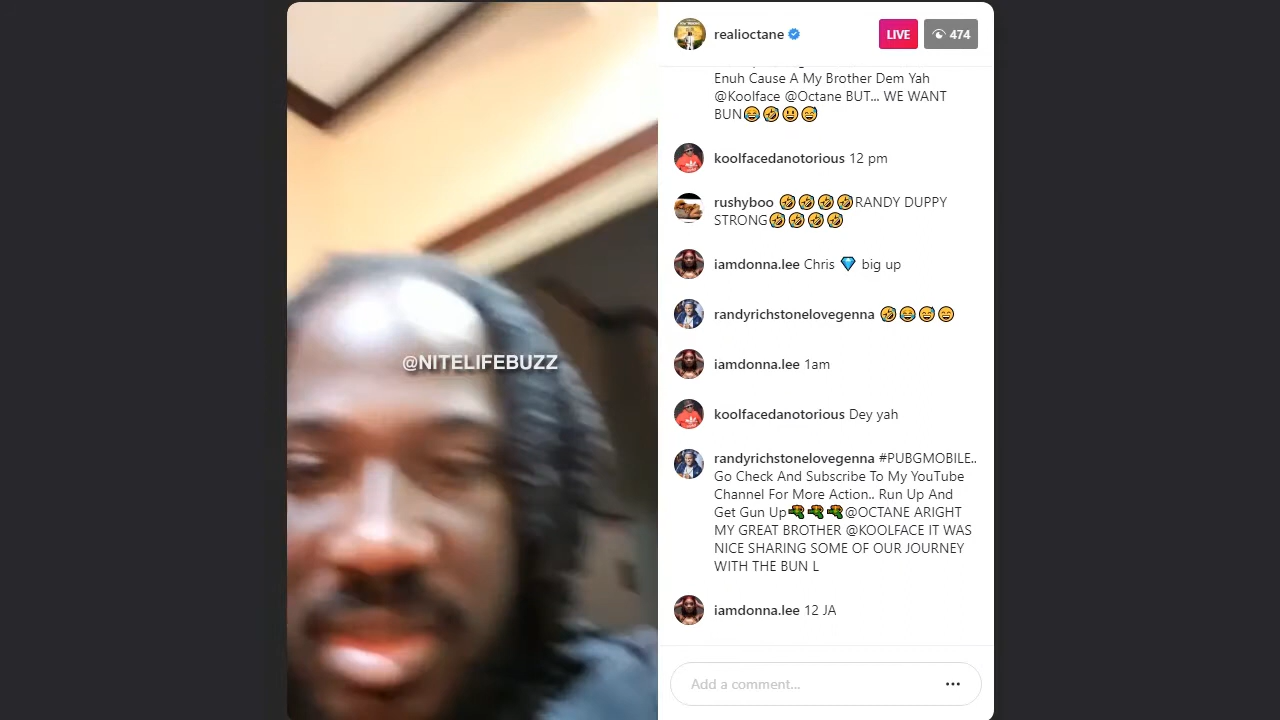 realioctane
LIVE
474
Enuh Cause A My Brother Dem Yah
@Koolface @Octane BUT... WE WANT
BUN😂🤣😃😅
koolfacedanotorious 12 pm
rushyboo 🤣🤣🤣🤣RANDY DUPPY
STRONG🤣🤣🤣🤣
iamdonna.lee Chris 💎 big up
randyrichstonelovegenna 🤣😂😅😄
iamdonna.lee 1am
koolfacedanotorious Dey yah
randyrichstonelovegenna #PUBGMOBILE..
Go Check And Subscribe To My YouTube
Channel For More Action.. Run Up And
Get Gun Up🔫🔫🔫@OCTANE ARIGHT
MY GREAT BROTHER @KOOLFACE IT WAS
NICE SHARING SOME OF OUR JOURNEY
WITH THE BUN L
iamdonna.lee 12 JA
Add a comment...
@NITELIFEBUZZ